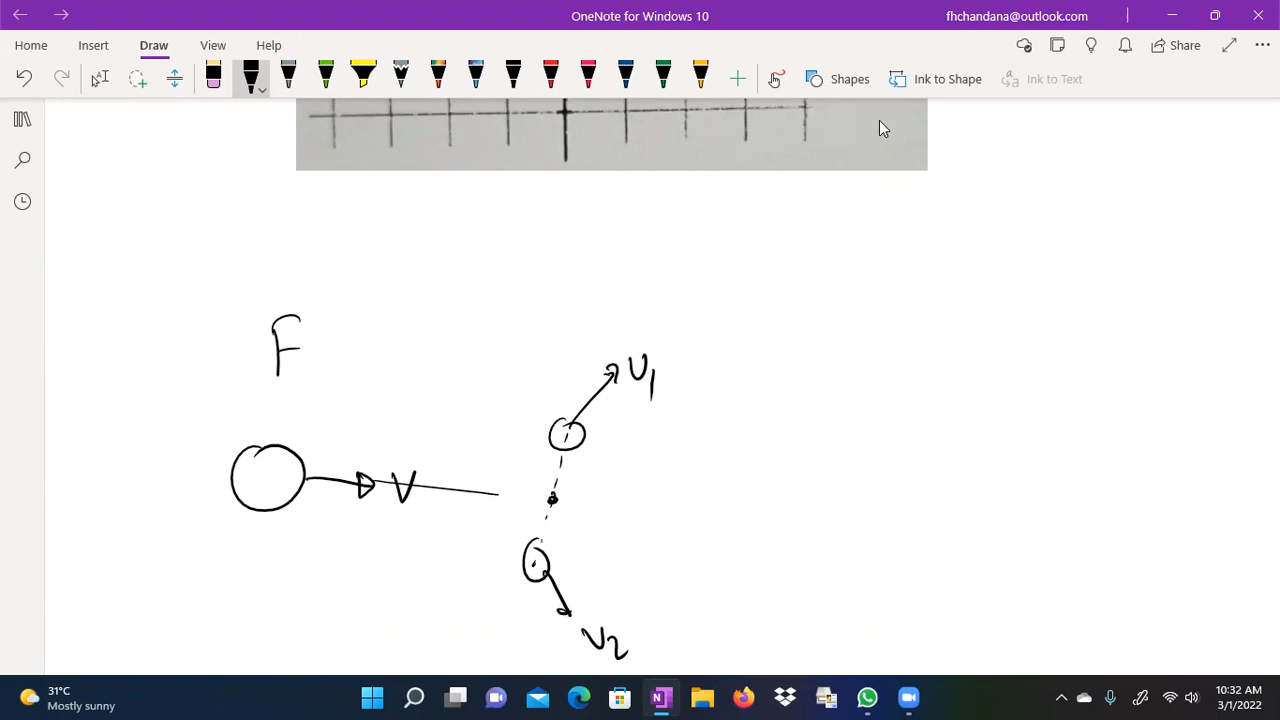 OneNote for Windows 10
fhchandana@outlook.com
Home Insert Draw View Help
Share
Shapes
Ink to Shape
Ink to Text
F
V1
V
V2
31°C
Mostly sunny
10:32 AM
3/1/2022